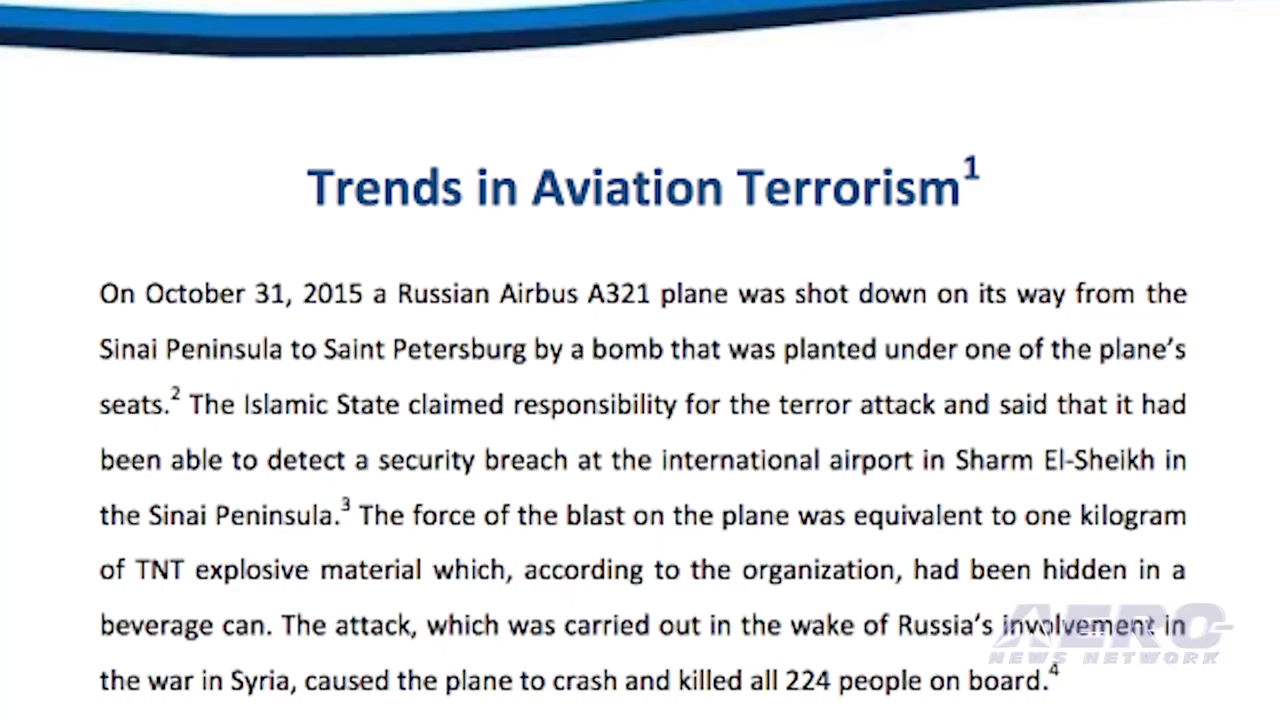 Trends in Aviation Terrorism1
On October 31, 2015 a Russian Airbus A321 plane was shot down on its way from the
Sinai Peninsula to Saint Petersburg by a bomb that was planted under one of the plane's
seats.2 The Islamic State claimed responsibility for the terror attack and said that it had
been able to detect a security breach at the international airport in Sharm El-Sheikh in
the Sinai Peninsula.3 The force of the blast on the plane was equivalent to one kilogram
of TNT explosive material which, according to the organization, had been hidden in a
beverage can. The attack, which was carried out in the wake of Russia's involvement in
the war in Syria, caused the plane to crash and killed all 224 people on board.4
AERO
NEWS NETWORK